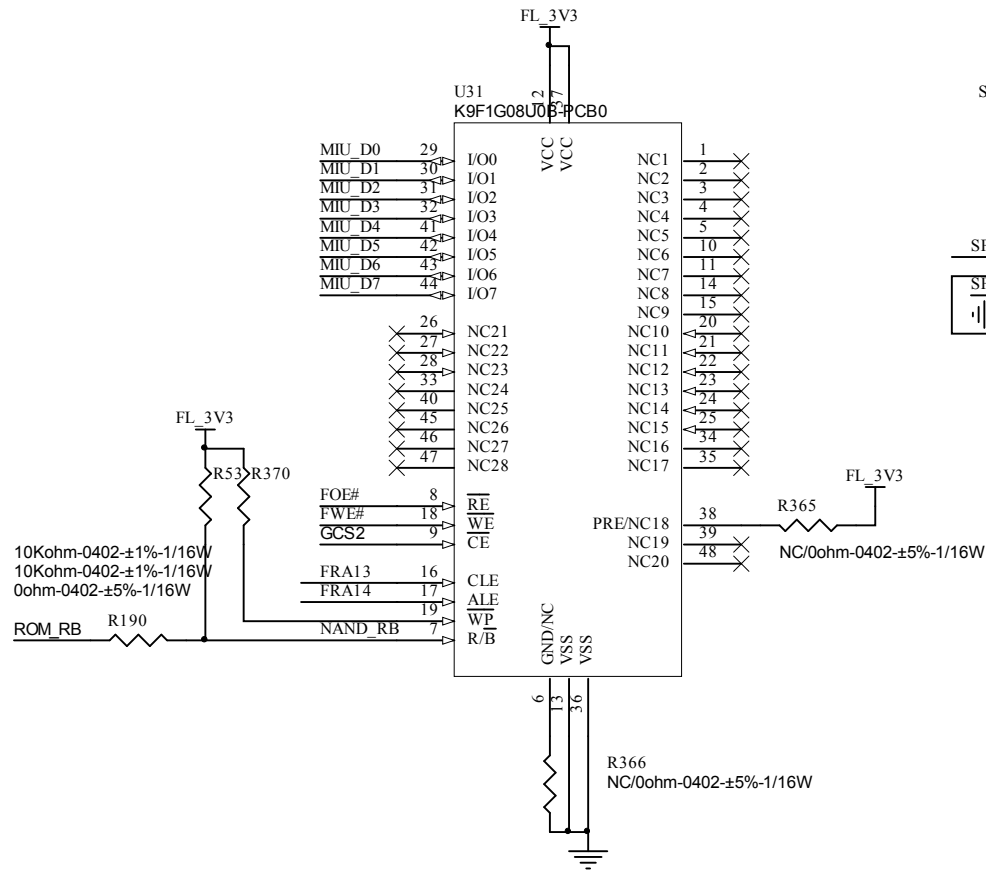 FL_3V3
U31
K9F1G08U0B-PCB0
12
37
VCC
VCC
MIU_D0 29 I/O0
MIU_D1 30 I/O1
MIU_D2 31 I/O2
MIU_D3 32 I/O3
MIU_D4 41 I/O4
MIU_D5 42 I/O5
MIU_D6 43 I/O6
MIU_D7 44 I/O7
26 NC21
27 NC22
28 NC23
33 NC24
40 NC25
45 NC26
46 NC27
47 NC28
NC1 1
NC2 2
NC3 3
NC4 4
NC5 5
NC6 10
NC7 11
NC8 14
NC9 15
NC10 20
NC11 21
NC12 22
NC13 23
NC14 24
NC15 25
NC16 34
NC17 35
FL_3V3
R53 R370
FOE# 8 RE
FWE# 18 WE
GCS2 9 CE
FRA13 16 CLE
FRA14 17 ALE
19 WP
NAND_RB 7 R/B
10Kohm-0402-±1%-1/16W
10Kohm-0402-±1%-1/16W
0ohm-0402-±5%-1/16W
ROM_RB R190
FL_3V3
R365
PRE/NC18 38
NC19 39
NC20 48
NC/0ohm-0402-±5%-1/16W
GND/NC
VSS
VSS
6
13
36
R366
NC/0ohm-0402-±5%-1/16W